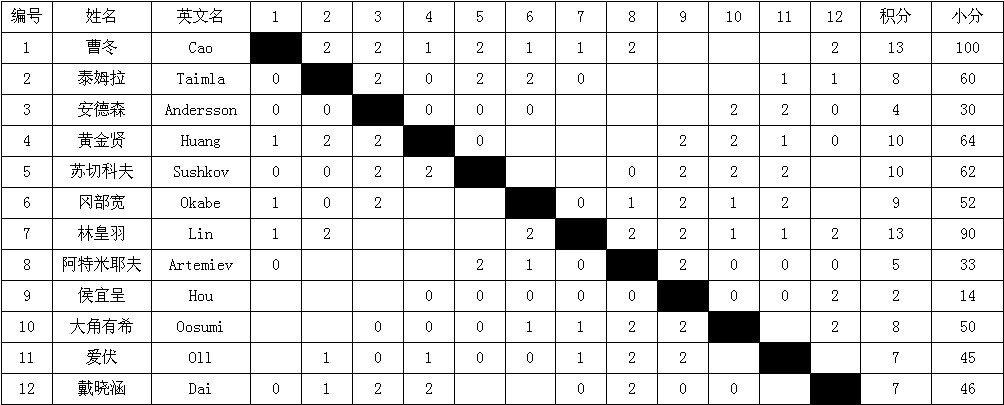 编号 姓名 英文名 1 2 3 4 5 6 7 8 9 10 11 12 积分 小分
1 曹冬 Cao 2 2 1 2 1 1 2 2 13 100
2 泰姆拉 Taimla 0 2 0 2 2 0 1 1 8 60
3 安德森 Andersson 0 0 0 0 0 2 2 0 4 30
4 黄金贤 Huang 1 2 2 0 2 2 1 0 10 64
5 苏切科夫 Sushkov 0 0 2 2 0 2 2 2 10 62
6 冈部宽 Okabe 1 0 2 0 1 2 1 2 9 52
7 林皇羽 Lin 1 2 2 2 2 1 1 2 13 90
8 阿特米耶夫 Artemiev 0 2 1 0 2 0 0 0 5 33
9 侯宜呈 Hou 0 0 0 0 0 0 0 2 2 14
10 大角有希 Oosumi 0 0 0 1 1 2 2 2 8 50
11 爱伏 Oll 1 0 1 0 0 1 2 2 7 45
12 戴晓涵 Dai 0 1 2 2 0 2 0 0 7 46